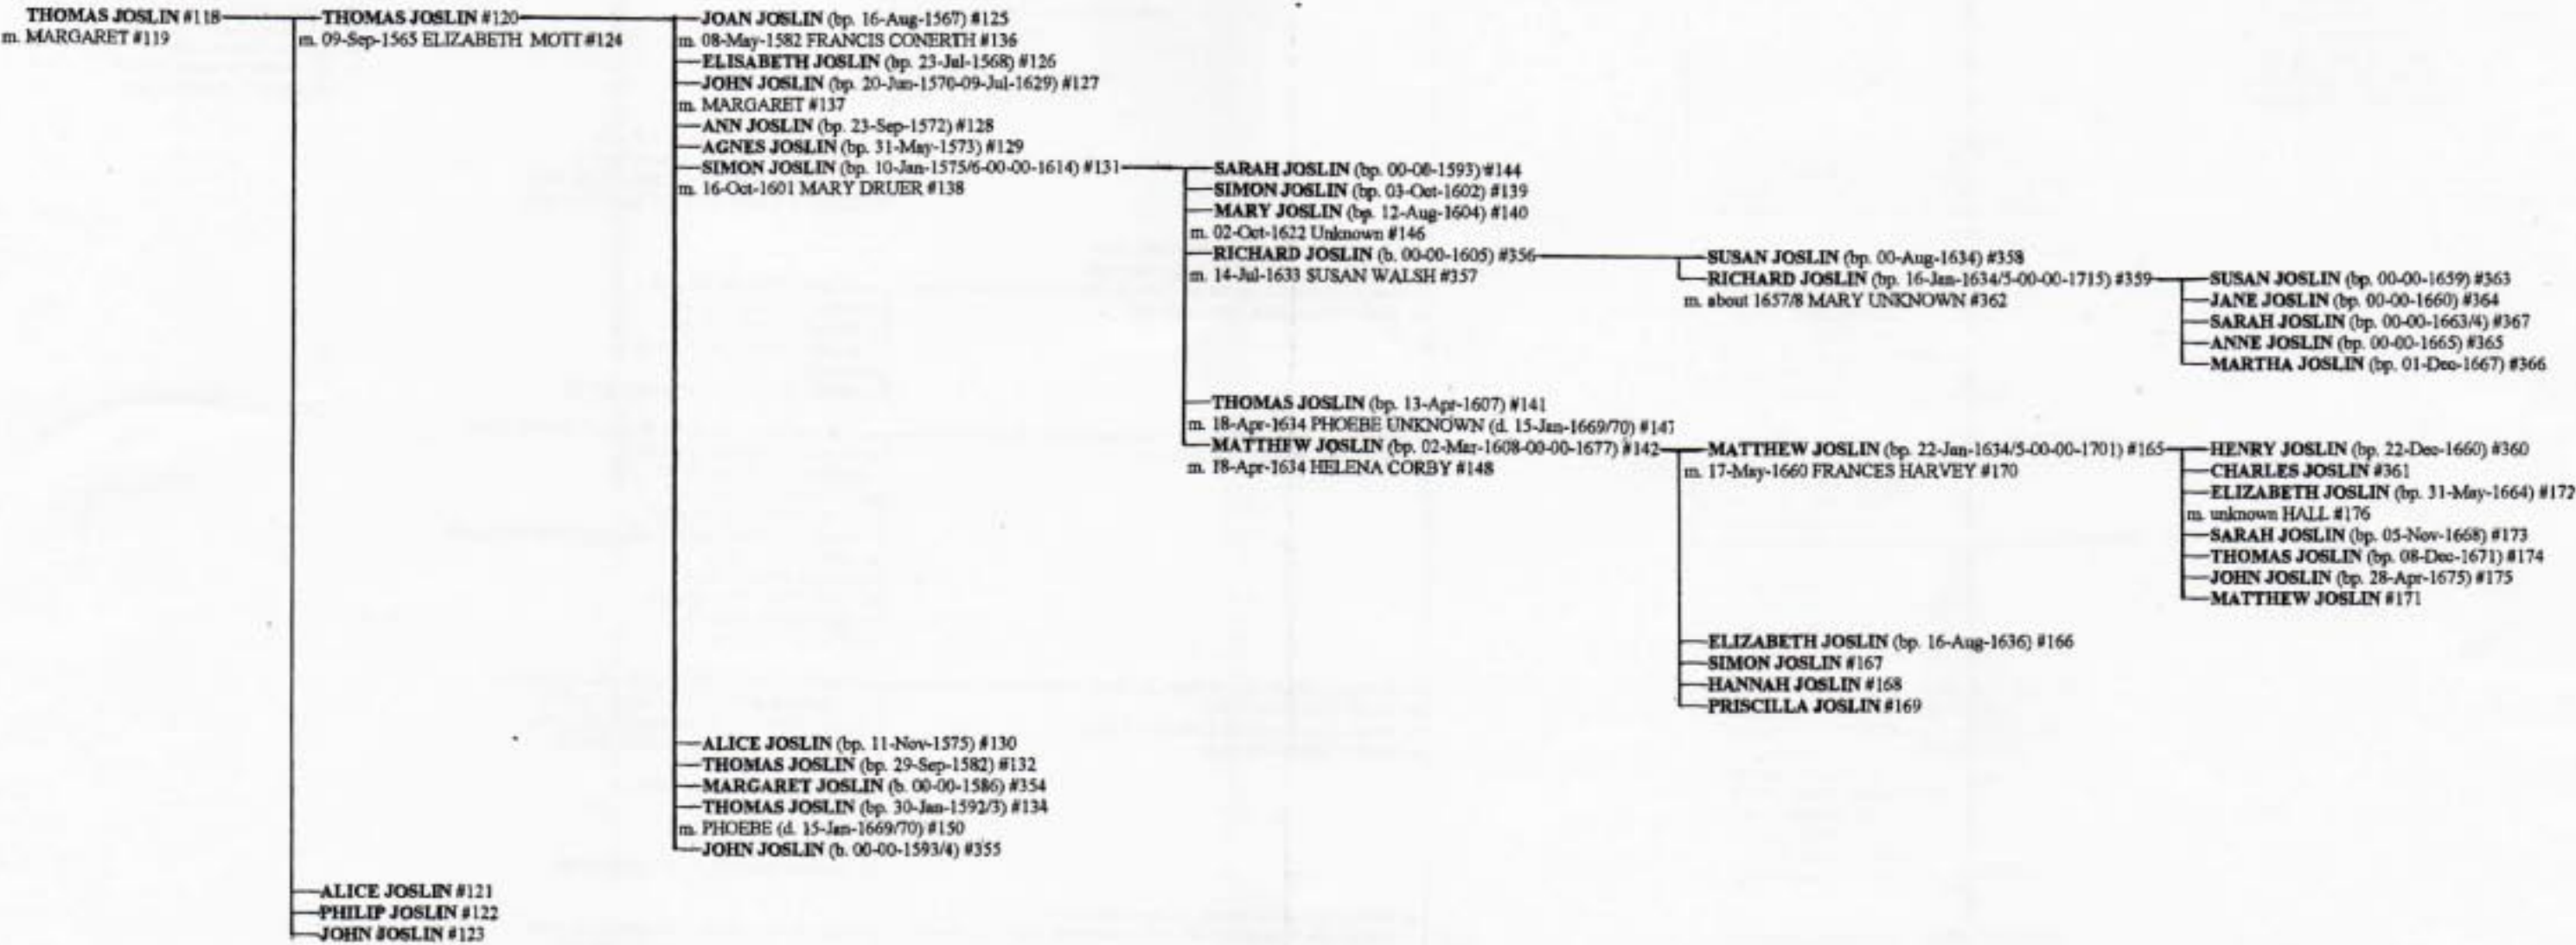 THOMAS JOSLIN #118
m. MARGARET #119
THOMAS JOSLIN #120
m. 09-Sep-1565 ELIZABETH MOTT #124
JOAN JOSLIN (bp. 16-Aug-1567) #125
m. 08-May-1582 FRANCIS CONERTH #136
ELISABETH JOSLIN (bp. 23-Jul-1568) #126
JOHN JOSLIN (bp. 20-Jun-1570-09-Jul-1629) #127
m. MARGARET #137
ANN JOSLIN (bp. 23-Sep-1572) #128
AGNES JOSLIN (bp. 31-May-1573) #129
SIMON JOSLIN (bp. 10-Jan-1575/6-00-00-1614) #131
m. 16-Oct-1601 MARY DRUER #138
SARAH JOSLIN (bp. 00-00-1593) #144
SIMON JOSLIN (bp. 03-Oct-1602) #139
MARY JOSLIN (bp. 12-Aug-1604) #140
m. 02-Oct-1622 Unknown #146
RICHARD JOSLIN (b. 00-00-1605) #356
m. 14-Jul-1633 SUSAN WALSH #357
SUSAN JOSLIN (bp. 00-Aug-1634) #358
RICHARD JOSLIN (bp. 16-Jan-1634/5-00-00-1715) #359
m. about 1657/8 MARY UNKNOWN #362
SUSAN JOSLIN (bp. 00-00-1659) #363
JANE JOSLIN (bp. 00-00-1660) #364
SARAH JOSLIN (bp. 00-00-1663/4) #367
ANNE JOSLIN (bp. 00-00-1665) #365
MARTHA JOSLIN (bp. 01-Dec-1667) #366
THOMAS JOSLIN (bp. 13-Apr-1607) #141
m. 18-Apr-1634 PHOEBE UNKNOWN (d. 15-Jan-1669/70) #147
MATTHEW JOSLIN (bp. 02-Mar-1608-00-00-1677) #142
m. 18-Apr-1634 HELENA CORBY #148
MATTHEW JOSLIN (bp. 22-Jan-1634/5-00-00-1701) #165
m. 17-May-1660 FRANCES HARVEY #170
HENRY JOSLIN (bp. 22-Dec-1660) #360
CHARLES JOSLIN #361
ELIZABETH JOSLIN (bp. 31-May-1664) #172
m. unknown HALL #176
SARAH JOSLIN (bp. 05-Nov-1668) #173
THOMAS JOSLIN (bp. 08-Dec-1671) #174
JOHN JOSLIN (bp. 28-Apr-1675) #175
MATTHEW JOSLIN #171
ELIZABETH JOSLIN (bp. 16-Aug-1636) #166
SIMON JOSLIN #167
HANNAH JOSLIN #168
PRISCILLA JOSLIN #169
ALICE JOSLIN (bp. 11-Nov-1575) #130
THOMAS JOSLIN (bp. 29-Sep-1582) #132
MARGARET JOSLIN (b. 00-00-1586) #354
THOMAS JOSLIN (bp. 30-Jan-1592/3) #134
m. PHOEBE (d. 15-Jan-1669/70) #150
JOHN JOSLIN (b. 00-00-1593/4) #355
ALICE JOSLIN #121
PHILIP JOSLIN #122
JOHN JOSLIN #123